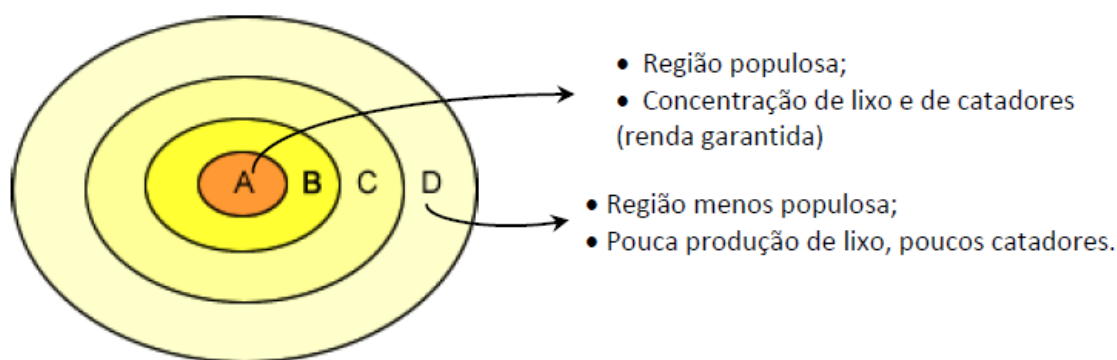 • Região populosa;
• Concentração de lixo e de catadores
(renda garantida)
A B C D
• Região menos populosa;
• Pouca produção de lixo, poucos catadores.